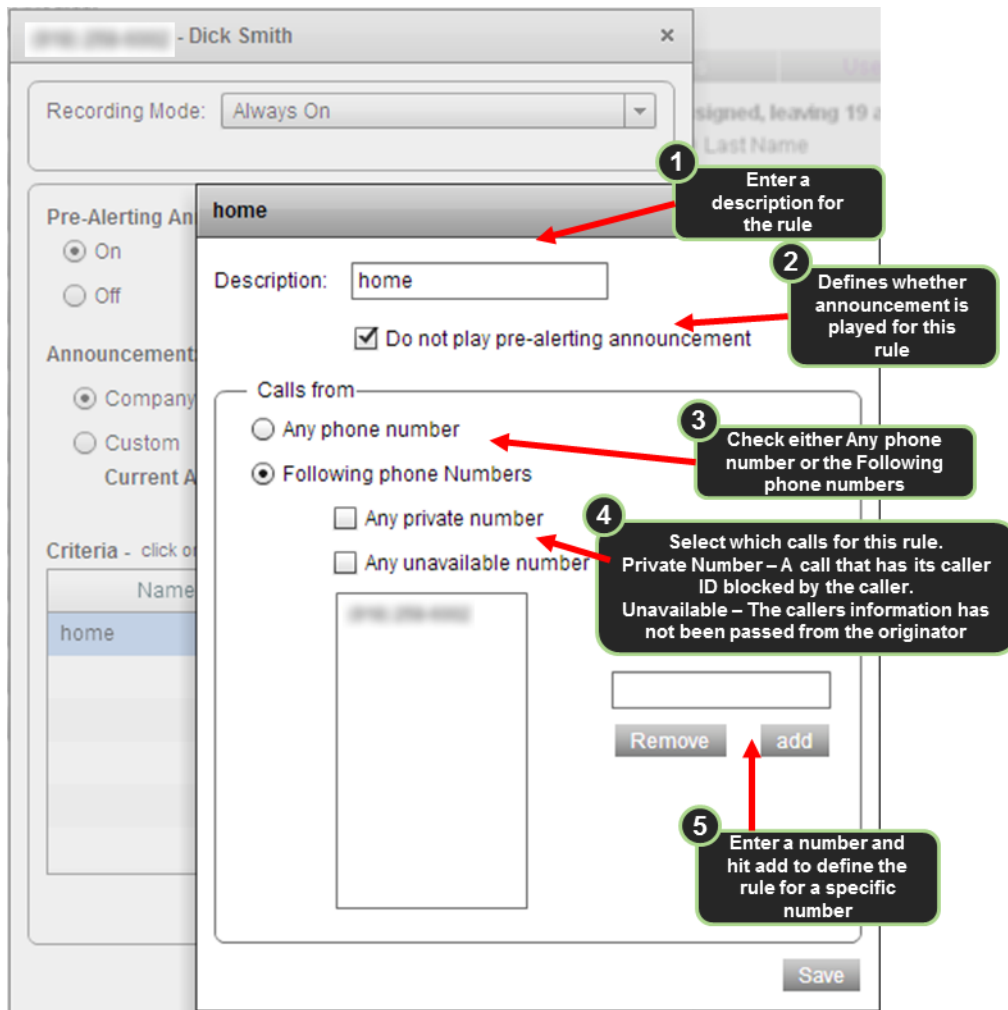 - Dick Smith
×
Use
Recording Mode:
Always On
signed, leaving 19 a
Last Name
1
Enter a
description for
the rule
Pre-Alerting An
On
Off
home
Description:
home
2
Defines whether
announcement is
played for this
rule
Do not play pre-alerting announcement
Announcement
Company
Custom
Current A
Calls from
Any phone number
Following phone Numbers
3
Check either Any phone
number or the Following
phone numbers
Any private number
Any unavailable number
4
Select which calls for this rule.
Private Number – A call that has its caller
ID blocked by the caller.
Unavailable – The callers information has
not been passed from the originator
Criteria - click or
Name
home
Remove
add
5
Enter a number and
hit add to define the
rule for a specific
number
Save